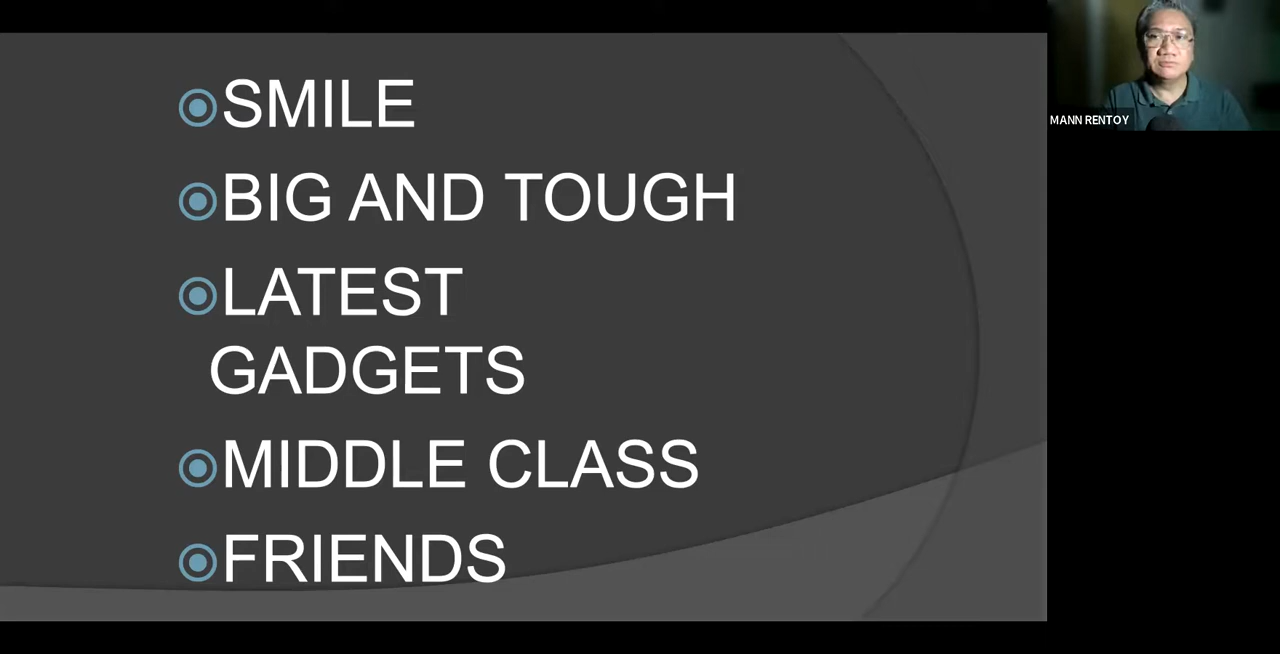 SMILE
BIG AND TOUGH
LATEST
GADGETS
MIDDLE CLASS
FRIENDS
MANN RENTOY